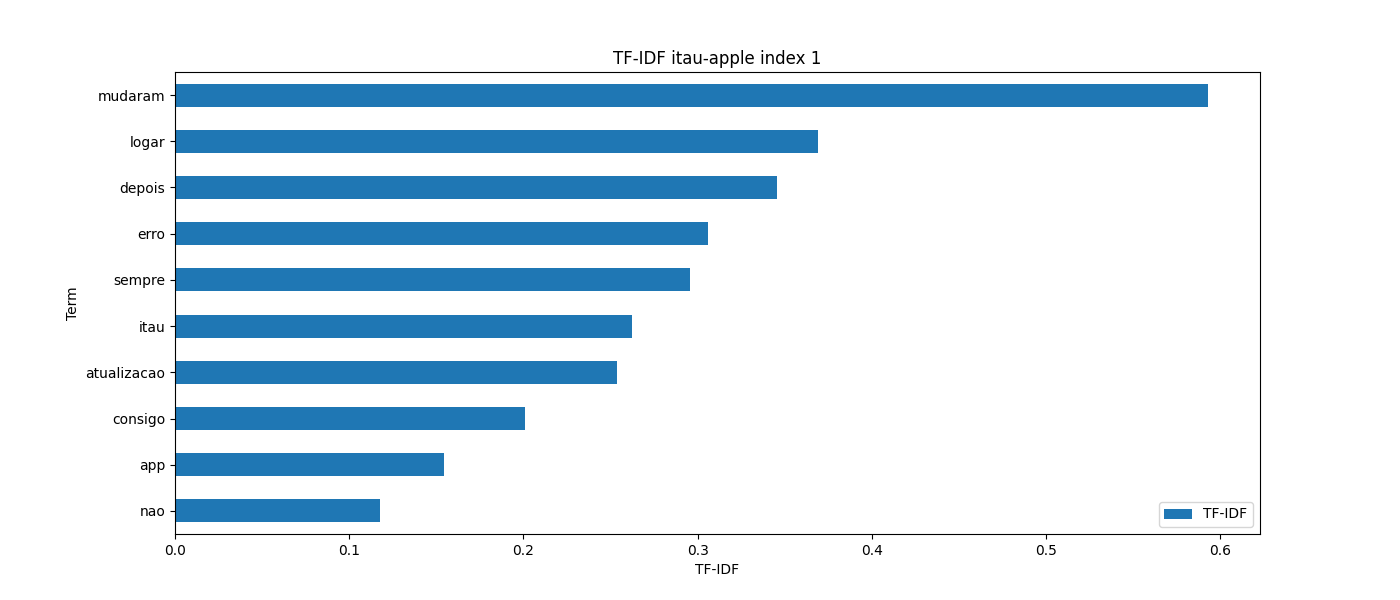 TF-IDF itau-apple index 1
mudaram
logar
depois
erro
sempre
itau
atualizacao
consigo
app
nao
Term
0.0 0.1 0.2 0.3 0.4 0.5 0.6
TF-IDF
TF-IDF